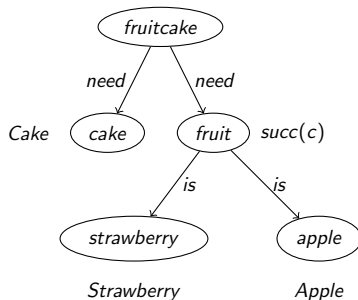 fruitcake
need need
Cake cake fruit succ(c)
is is
strawberry apple
Strawberry Apple